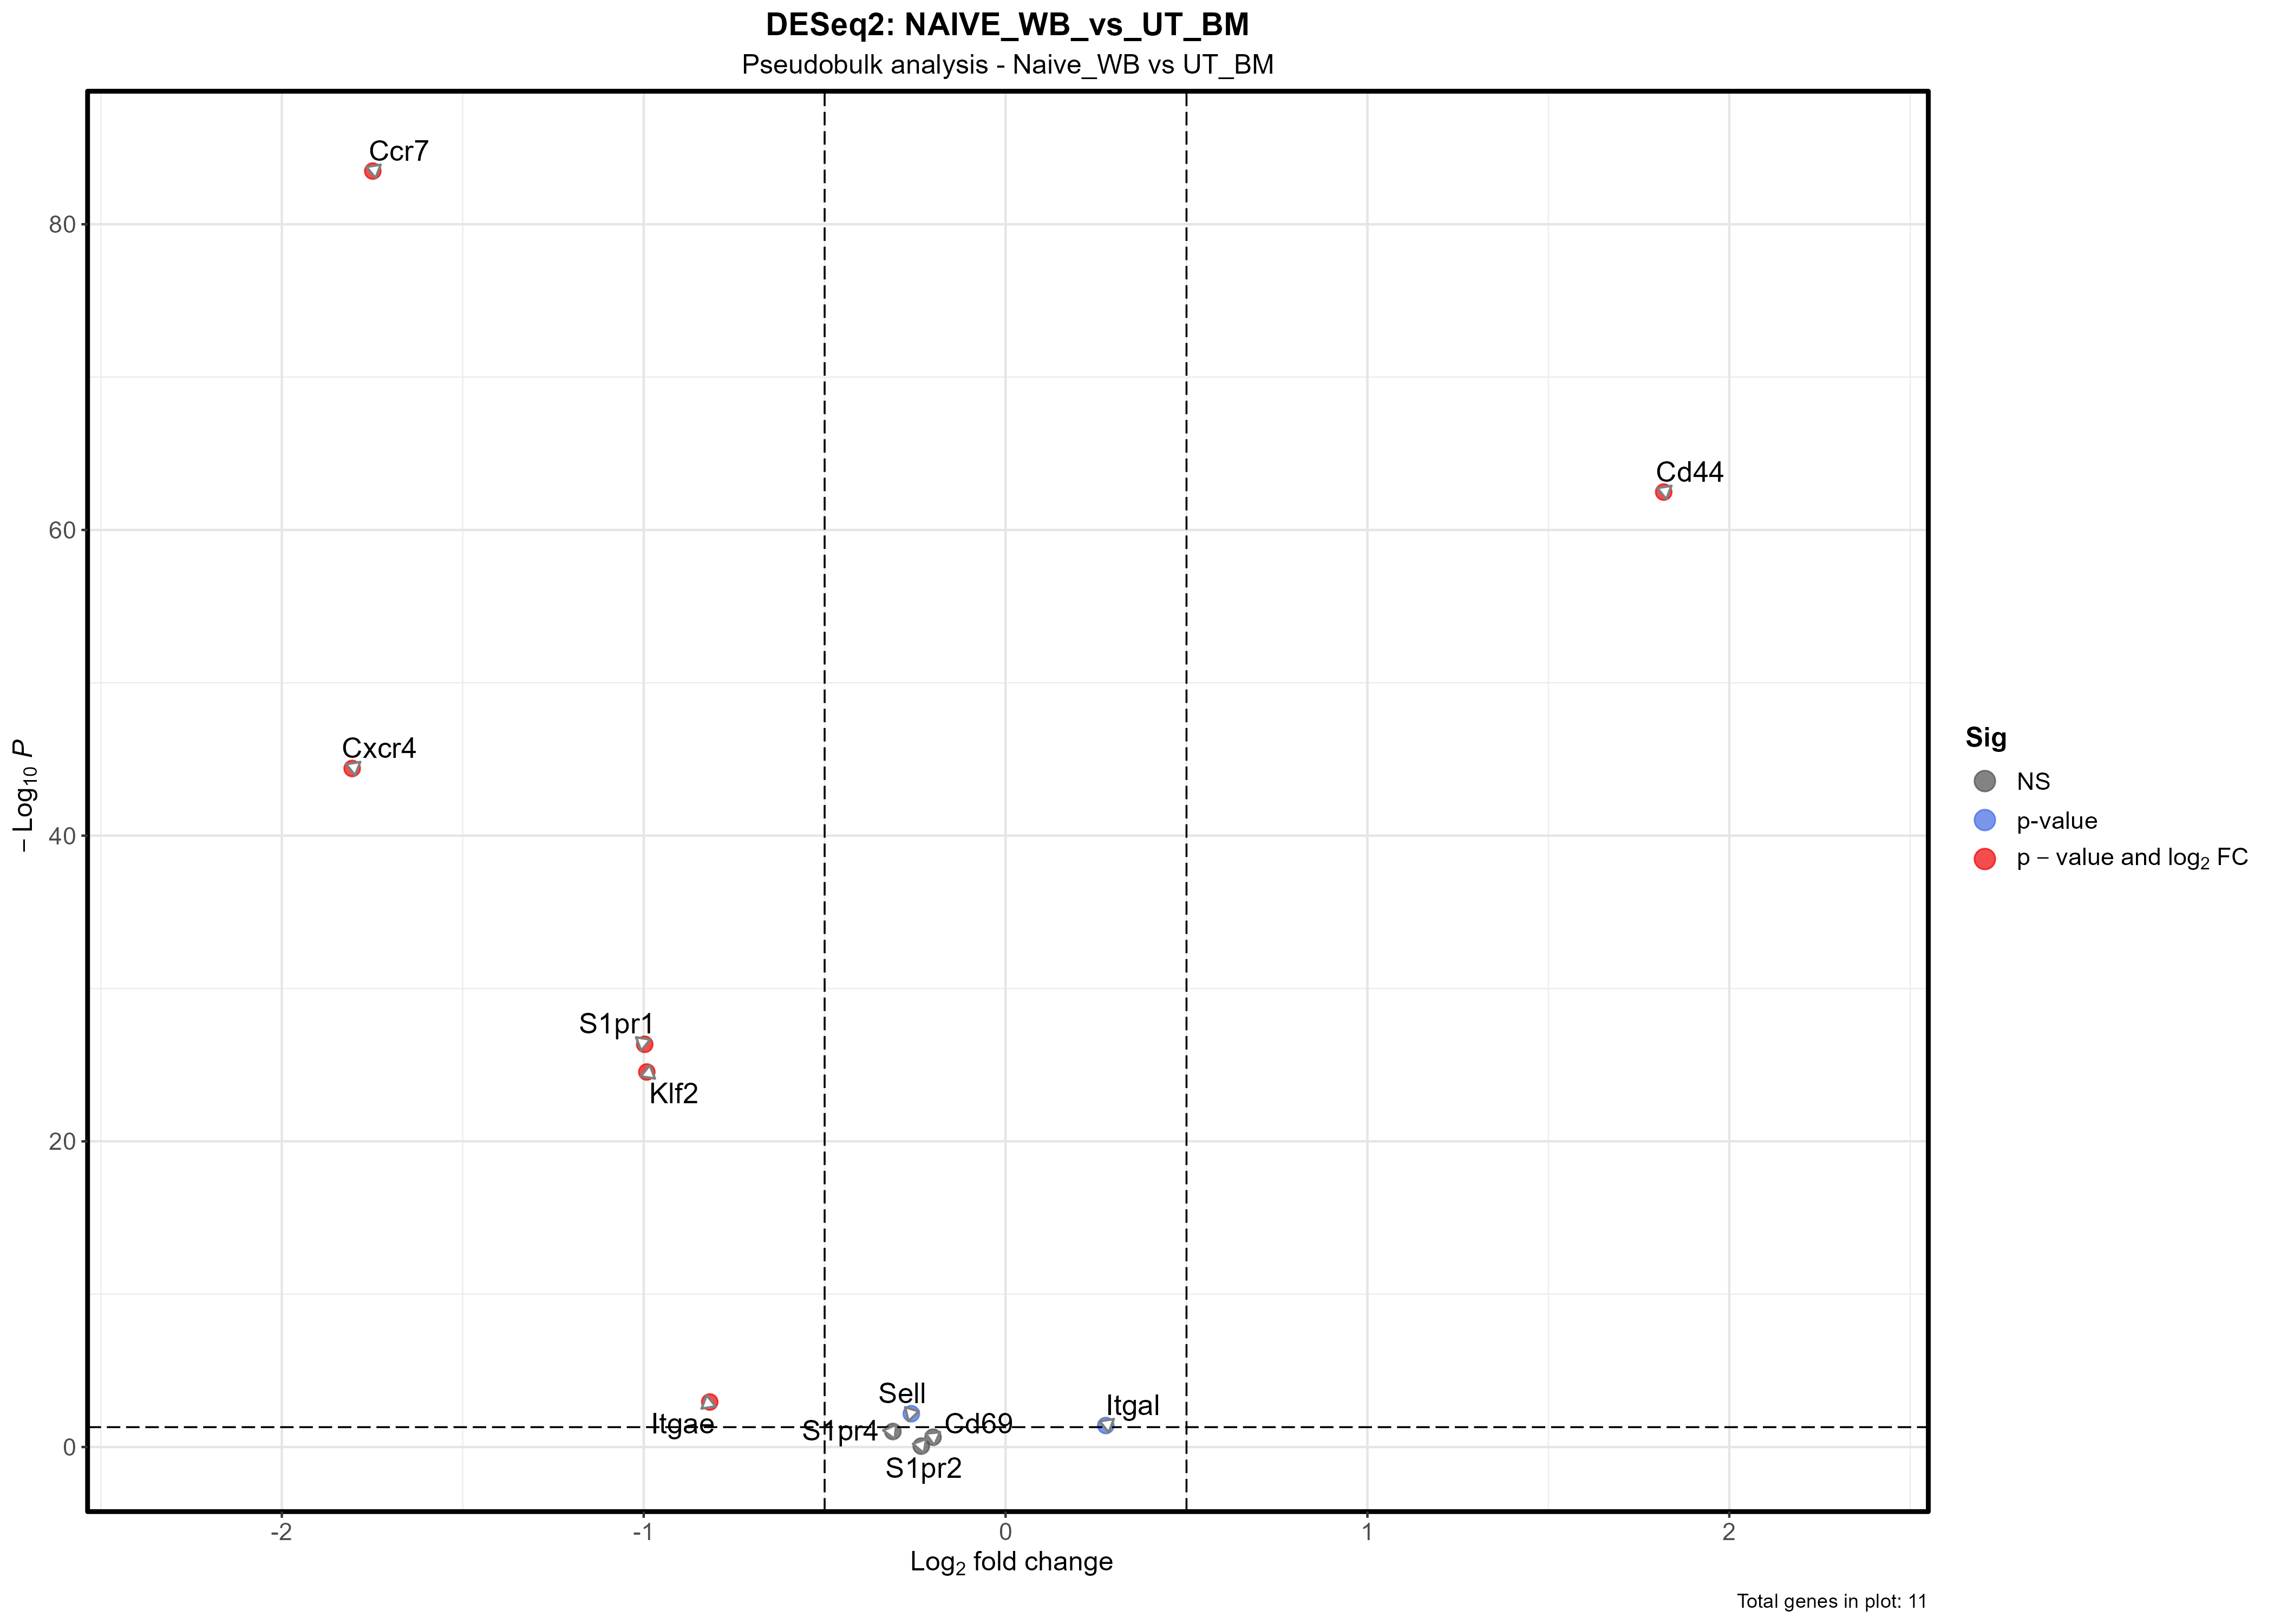 DESeq2: NAIVE_WB_vs_UT_BM
Pseudobulk analysis - Naive_WB vs UT_BM
Ccr7
Cd44
Cxcr4
S1pr1
Klf2
Itgae
Sell
S1pr4
Cd69
S1pr2
Itgal
80
60
40
20
0
– Log₁₀ P
-2
-1
0
1
2
Log₂ fold change
Sig
NS
p-value
p – value and log₂ FC
Total genes in plot: 11